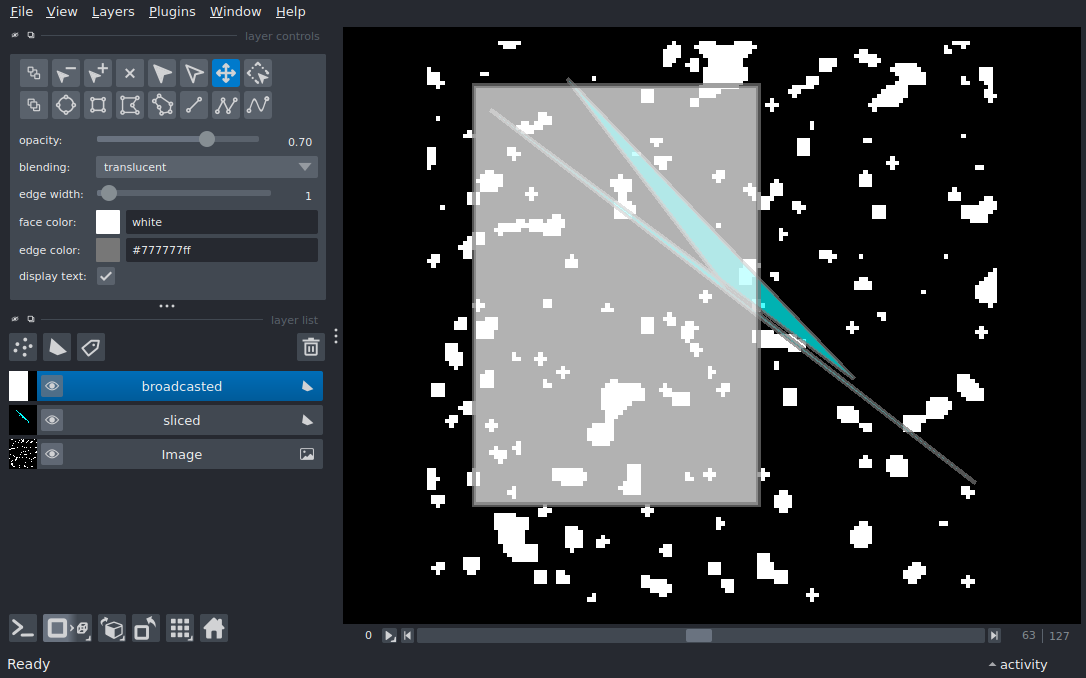 File View Layers Plugins Window Help
layer controls
opacity: 0.70
blending: translucent
edge width: 1
face color: white
edge color: #777777ff
display text:
layer list
broadcasted
sliced
Image
0 63 127
Ready activity